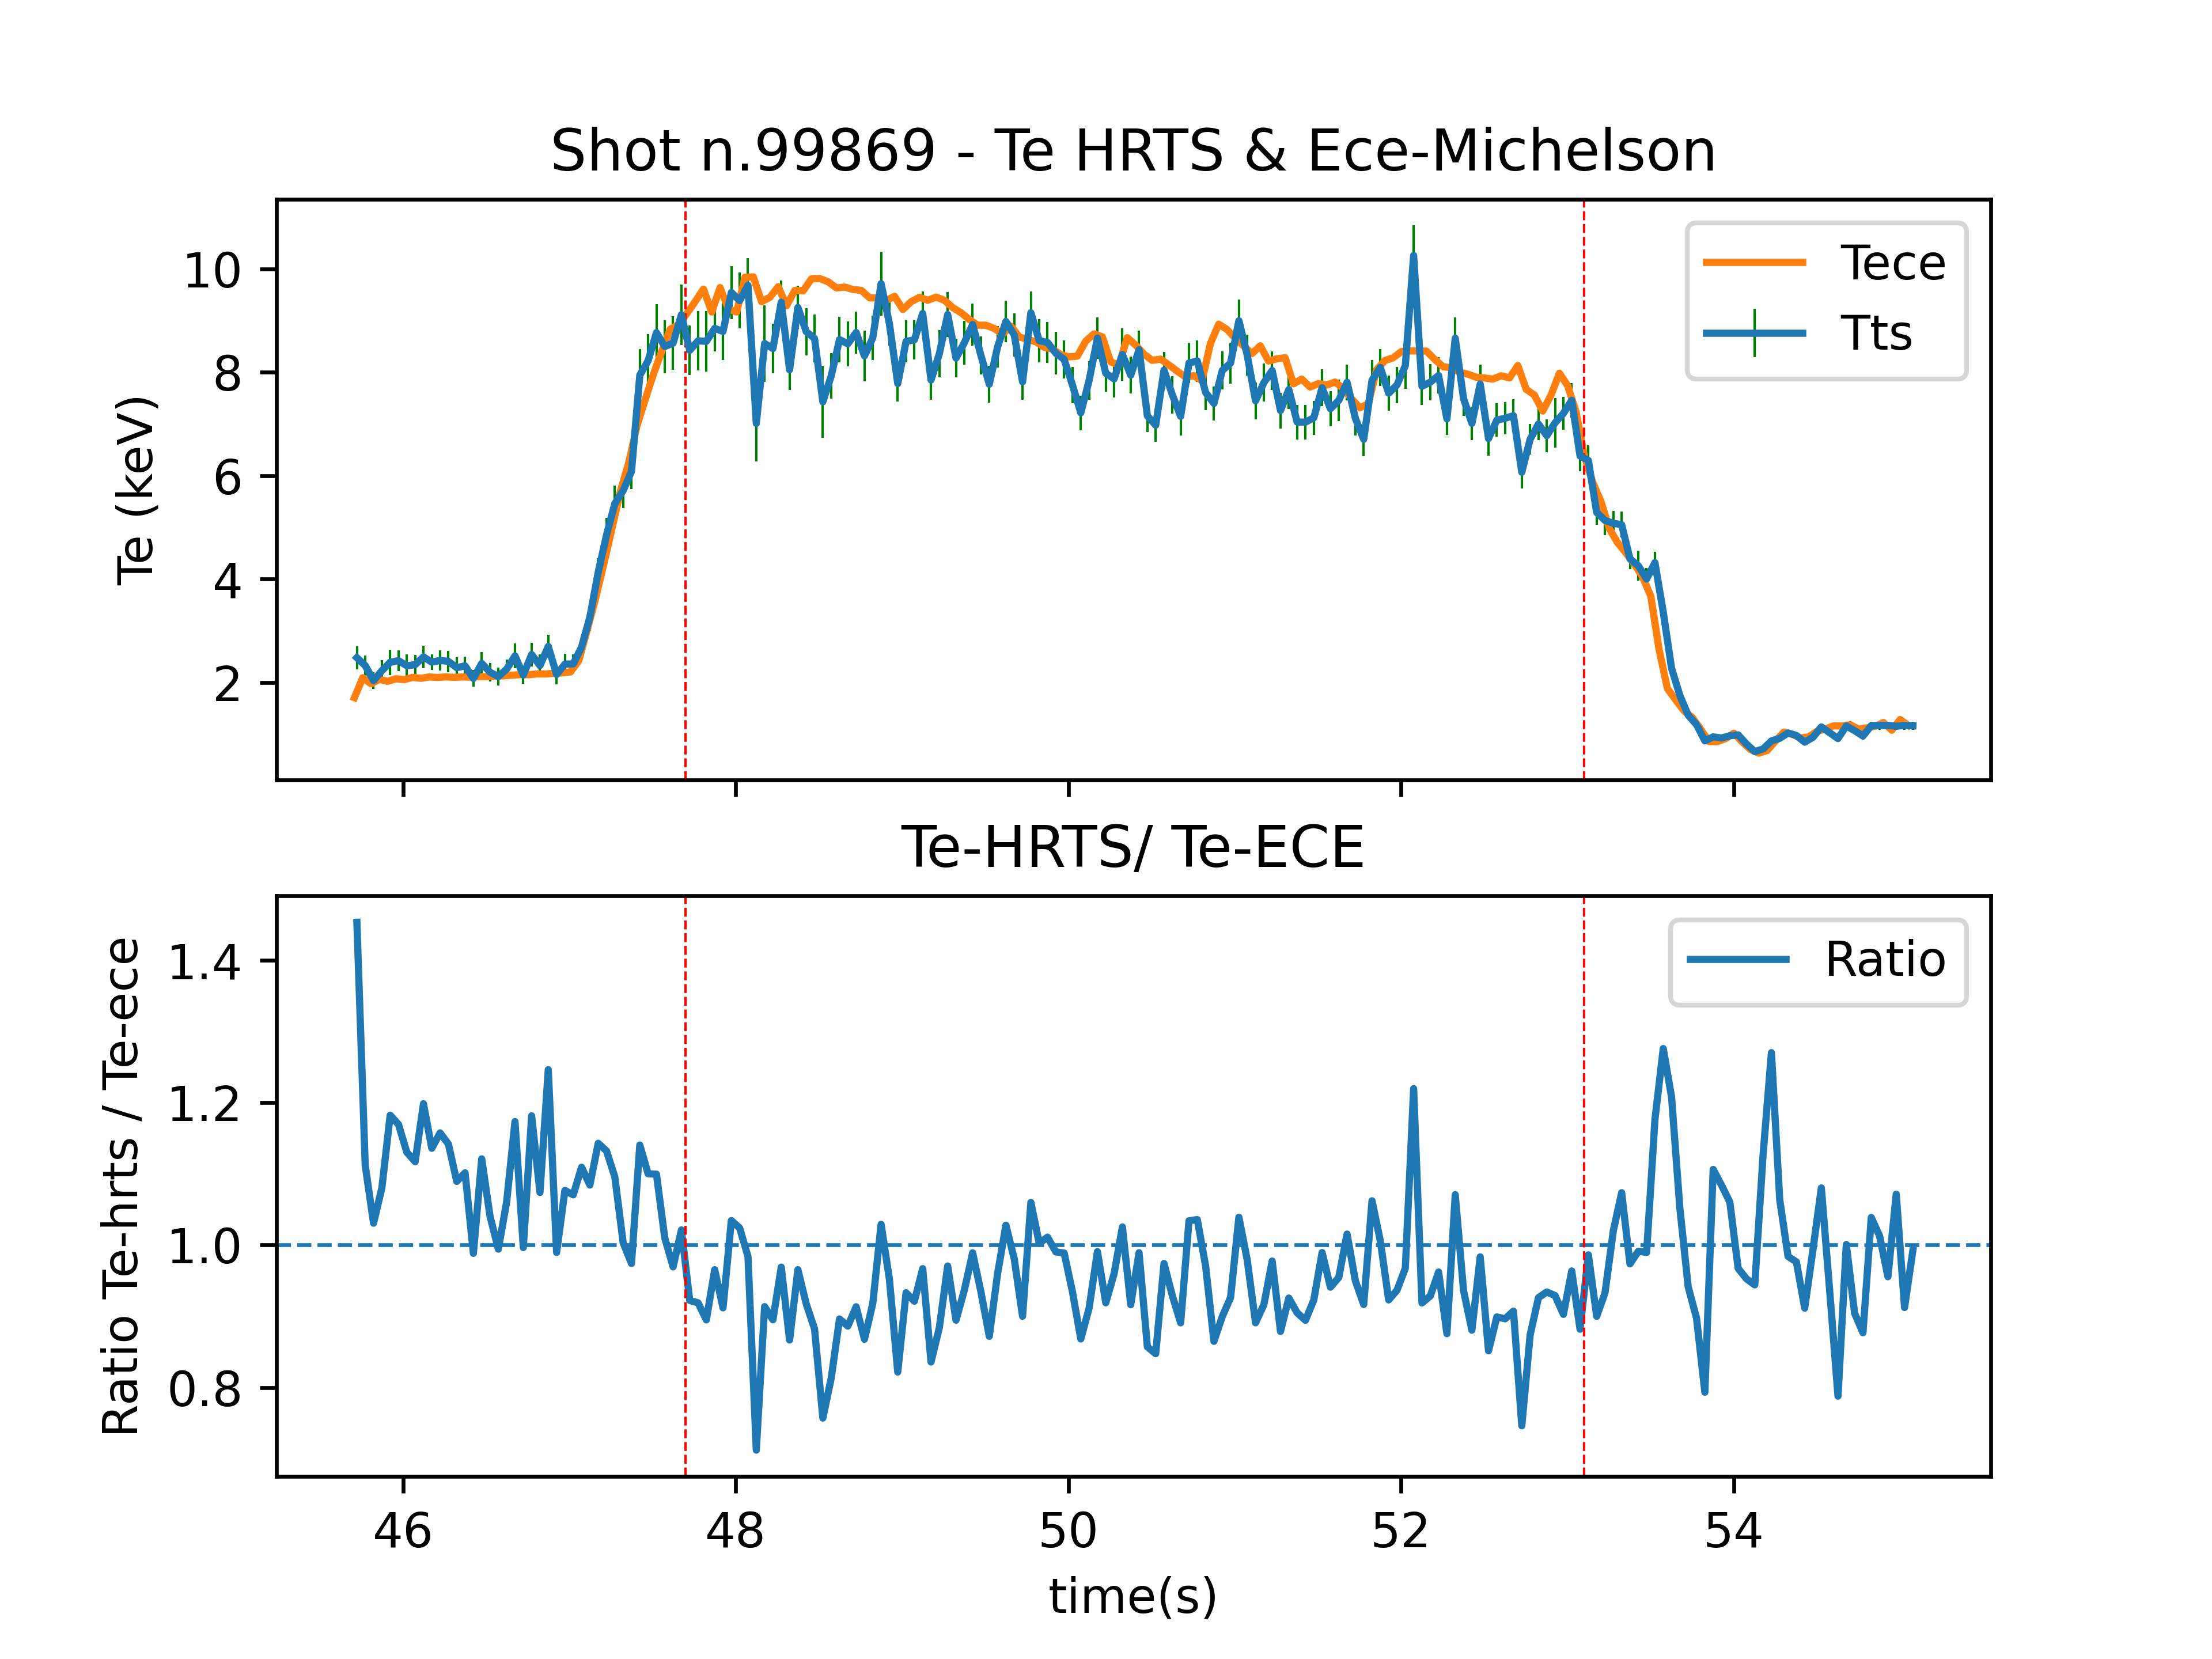 Shot n.99869 - Te HRTS & Ece-Michelson
Te (keV)
10
8
6
4
2
Tece
Tts
Te-HRTS/ Te-ECE
Ratio Te-hrts / Te-ece
1.4
1.2
1.0
0.8
Ratio
46
48
50
52
54
time(s)